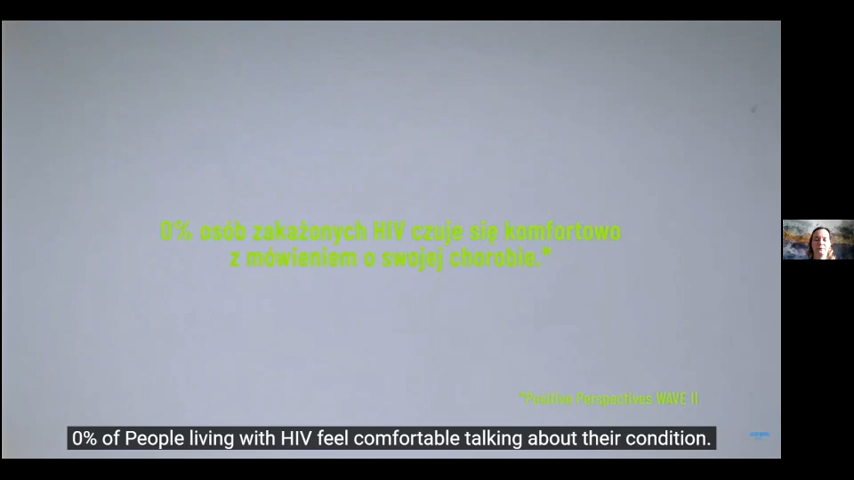 0% osób zakażonych HIV czuje się komfortowo
z mówieniem o swojej chorobie.*
*Positive Perspectives WAVE II
0% of People living with HIV feel comfortable talking about their condition.